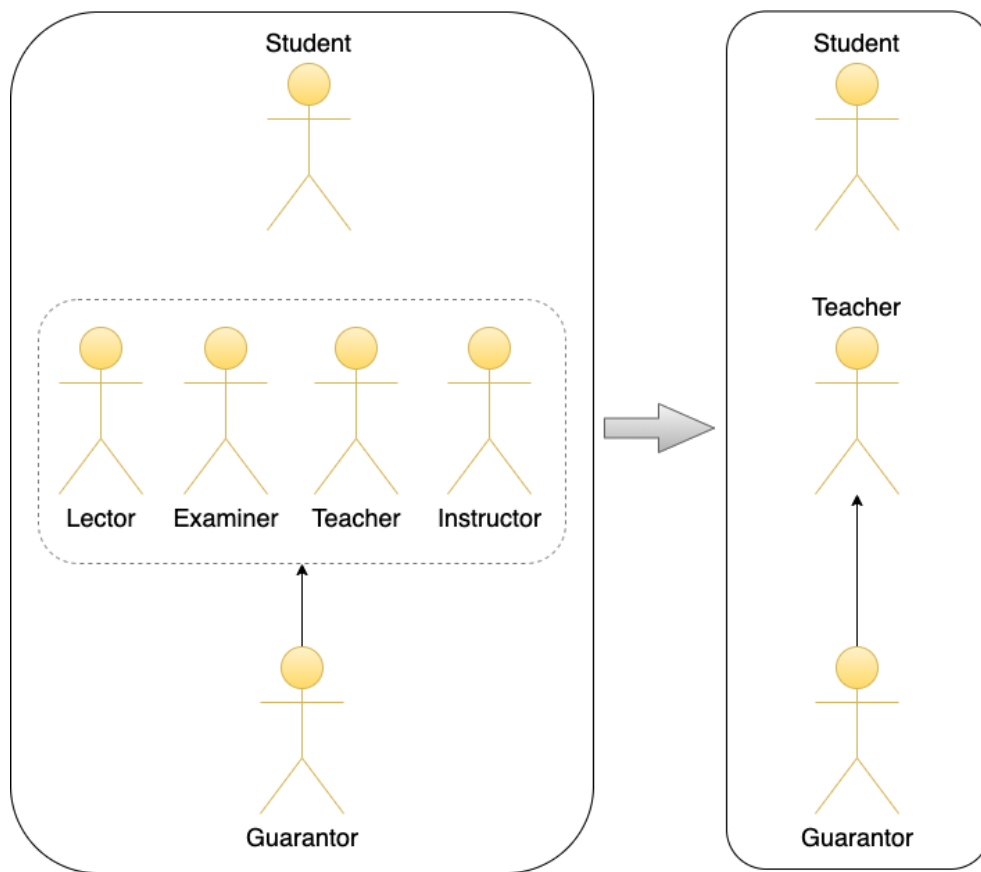 Student
Lector
Examiner
Teacher
Instructor
Guarantor
Student
Teacher
Guarantor